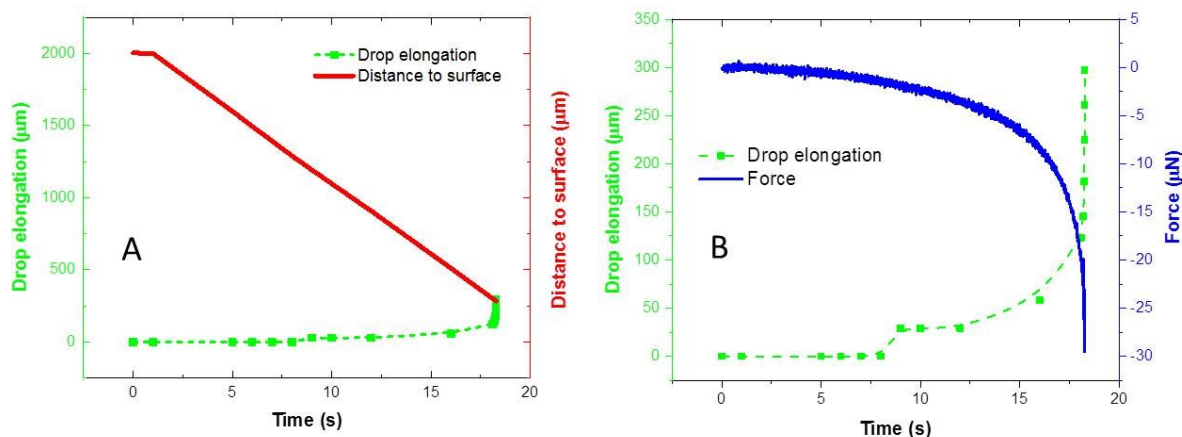 2000
1500
1000
500
0
Drop elongation (µm)
Drop elongation
Distance to surface
A
0
5
10
15
20
Time (s)
Distance to surface (µm)
350
300
250
200
150
100
50
0
Drop elongation (µm)
Drop elongation
Force
B
0
5
10
15
20
Time (s)
5
0
-5
-10
-15
-20
-25
-30
Force (µN)